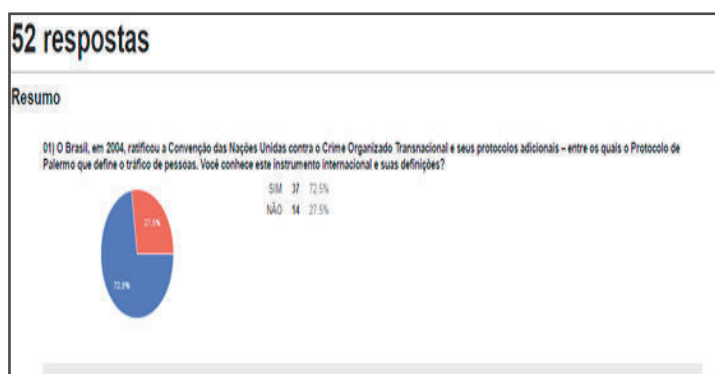 52 respostas
Resumo
01) O Brasil, em 2004, ratificou a Convenção das Nações Unidas contra o Crime Organizado Transnacional e seus protocolos adicionais – entre os quais o Protocolo de
Palermo que define o tráfico de pessoas. Você conhece este instrumento internacional e suas definições?
SIM 37 72.5%
NÃO 14 27.5%
27,5%
72,5%